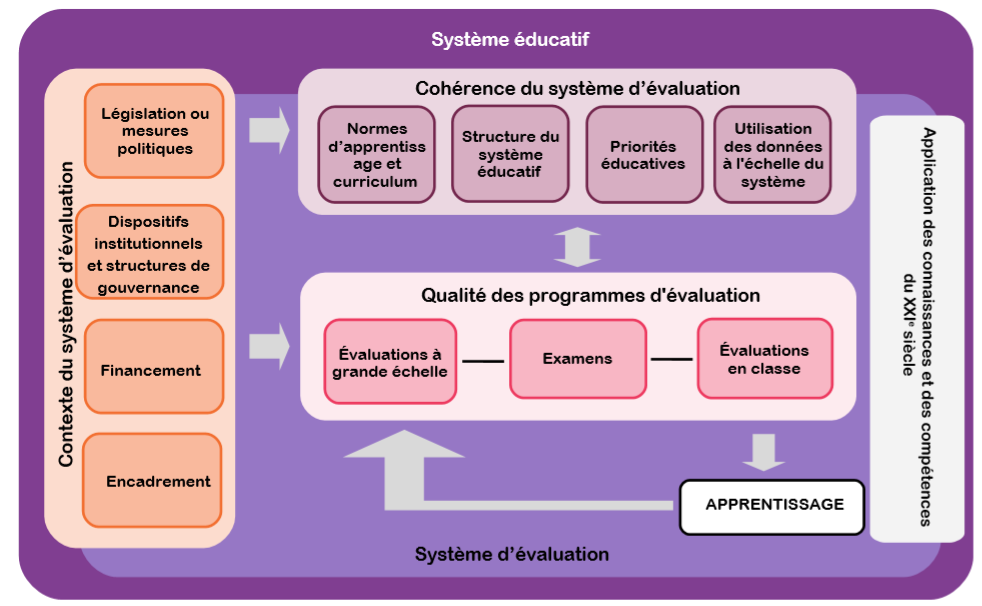 Système éducatif
Contexte du système d'évaluation
Législation ou
mesures
politiques
Dispositifs
institutionnels
et structures de
gouvernance
Financement
Encadrement
Cohérence du système d'évaluation
Normes
d'apprentiss
age et
curriculum
Structure du
système
éducatif
Priorités
éducatives
Utilisation
des données
à l'échelle du
système
Qualité des programmes d'évaluation
Évaluations à
grande échelle
Examens
Évaluations
en classe
APPRENTISSAGE
Système d'évaluation
Application des connaissances et des compétences
du XXIe siècle